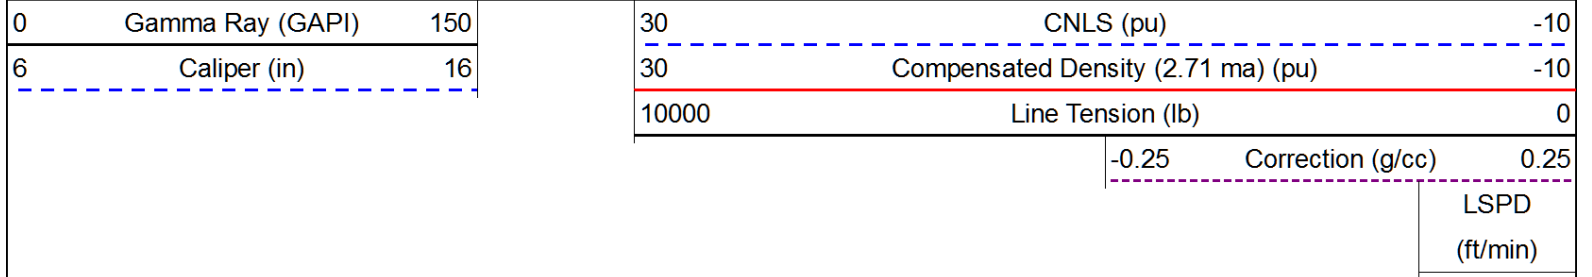 0 Gamma Ray (GAPI) 150 30 CNLS (pu) -10
6 Caliper (in) 16 30 Compensated Density (2.71 ma) (pu) -10
10000 Line Tension (lb) 0
-0.25 Correction (g/cc) 0.25
LSPD
(ft/min)